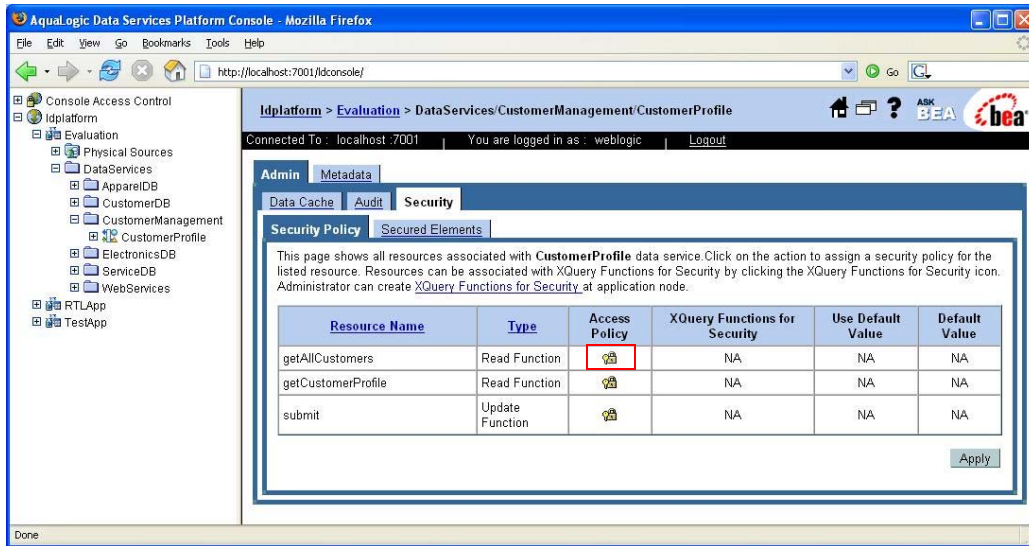 AquaLogic Data Services Platform Console - Mozilla Firefox
File Edit View Go Bookmarks Tools Help
http://localhost:7001/ldconsole/ Go
Console Access Control
ldplatform
Evaluation
Physical Sources
DataServices
ApparelDB
CustomerDB
CustomerManagement
CustomerProfile
ElectronicsDB
ServiceDB
WebServices
RTLApp
TestApp
ldplatform > Evaluation > DataServices/CustomerManagement/CustomerProfile
? ASK BEA bea
Connected To : localhost :7001 You are logged in as : weblogic Logout
Admin Metadata
Data Cache Audit Security
Security Policy Secured Elements
This page shows all resources associated with CustomerProfile data service.Click on the action to assign a security policy for the
listed resource. Resources can be associated with XQuery Functions for Security by clicking the XQuery Functions for Security icon.
Administrator can create XQuery Functions for Security at application node.
Resource Name Type Access Policy XQuery Functions for Security Use Default Value Default Value
getAllCustomers Read Function NA NA NA
getCustomerProfile Read Function NA NA NA
submit Update Function NA NA NA
Apply
Done